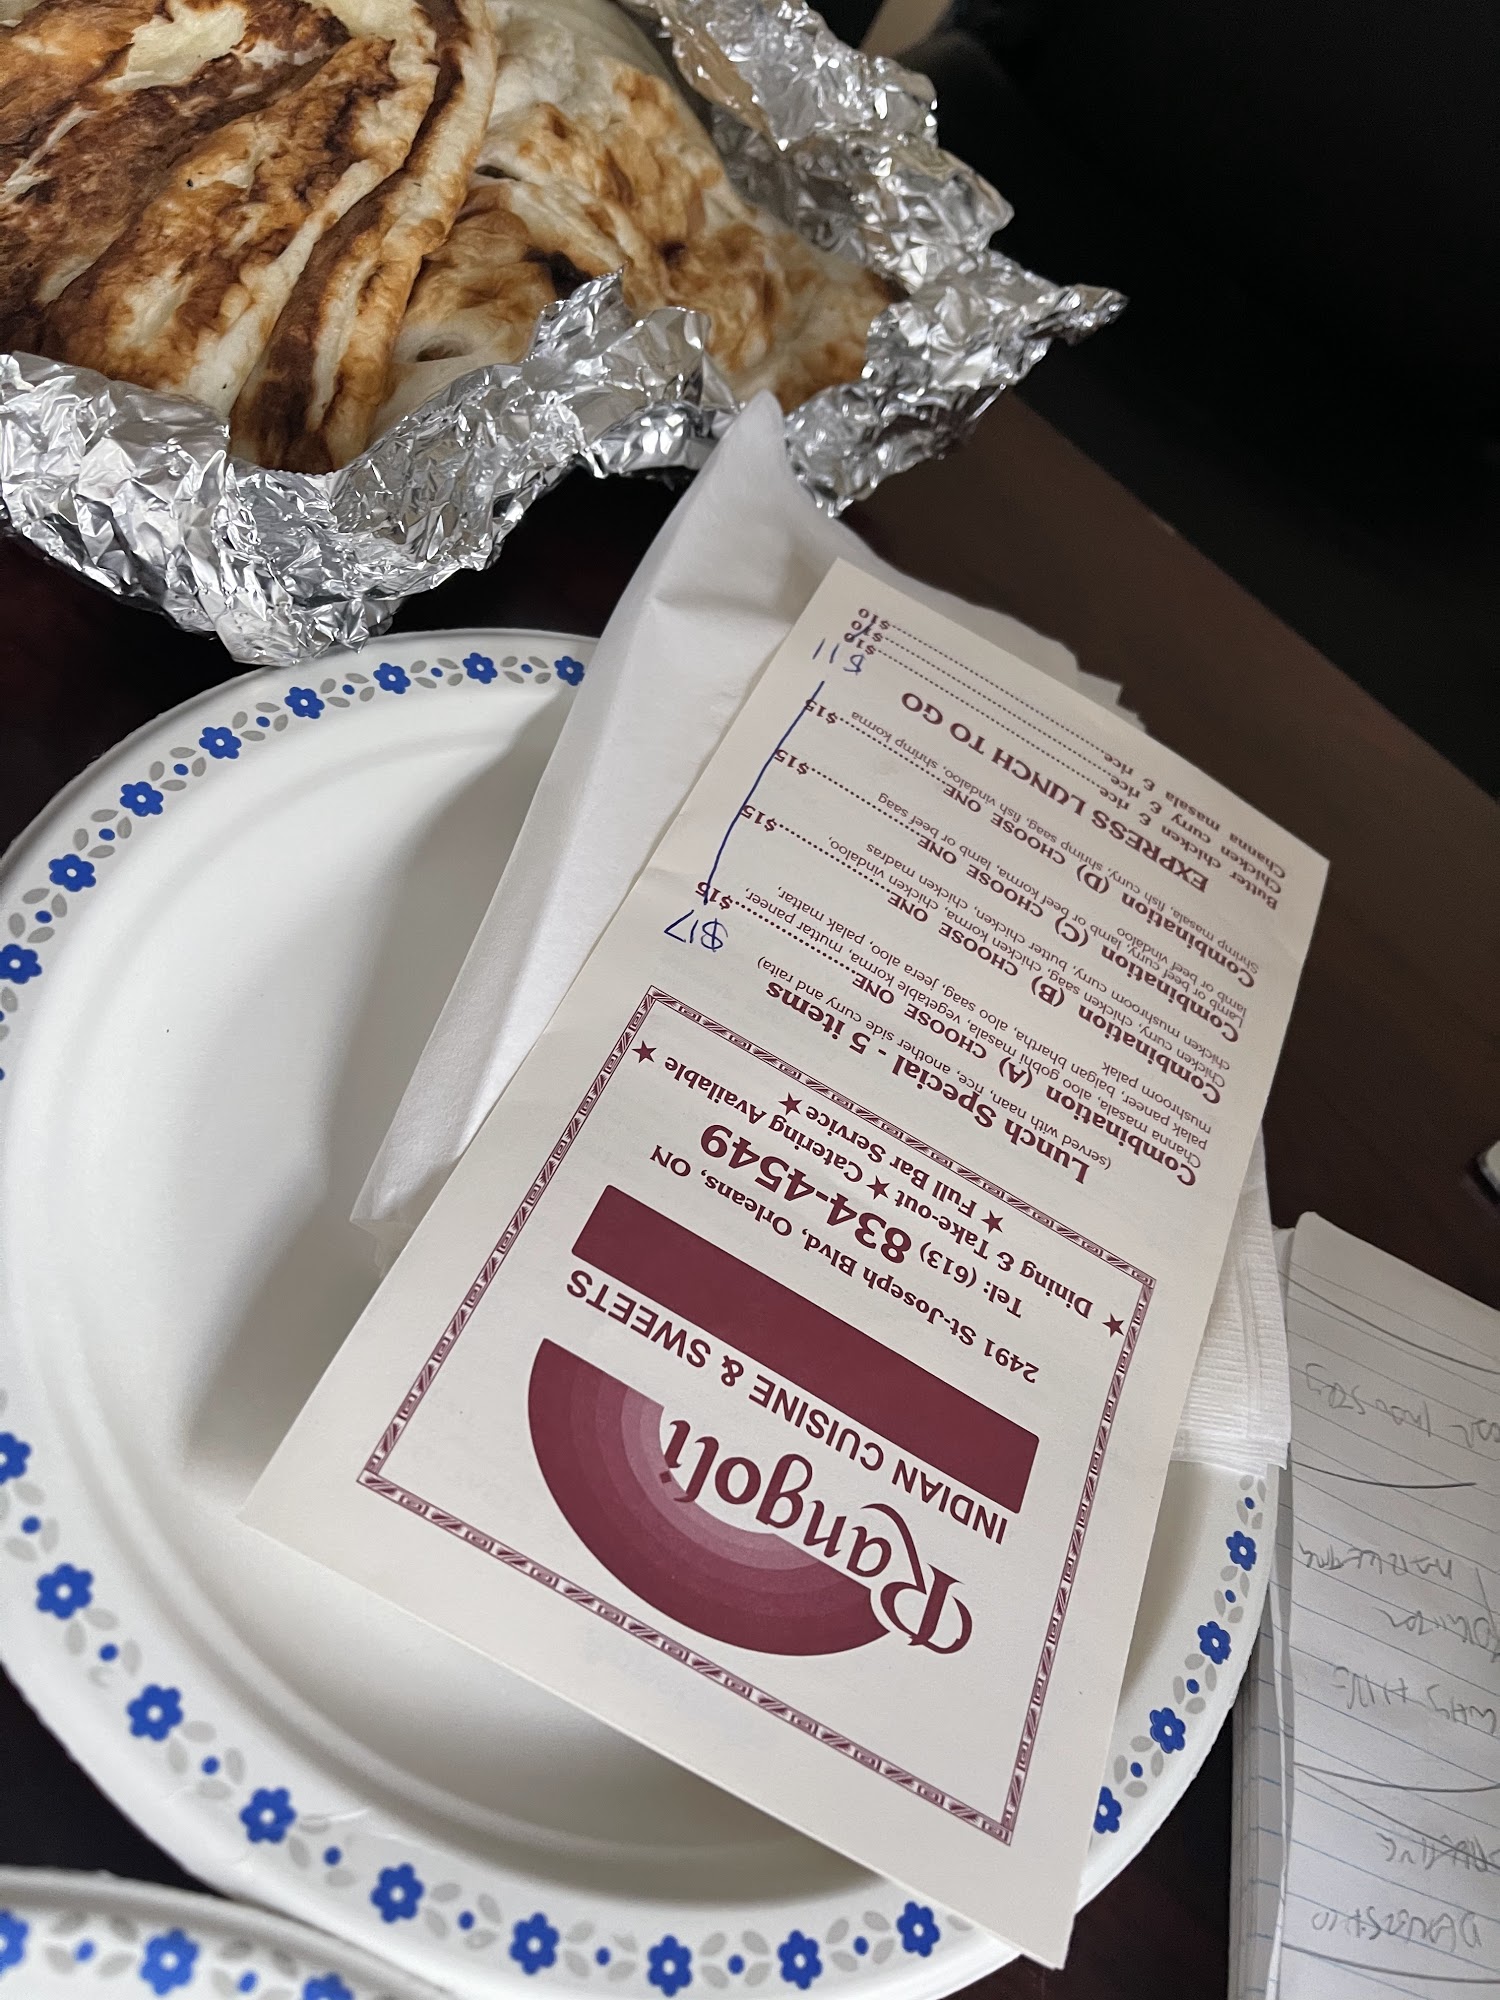 Rangoli
INDIAN CUISINE & SWEETS
2491 St-Joseph Blvd, Orleans, ON
Tel: (613) 834-4549
Dining & Take-out ★ Catering Available
★ Full Bar Service ★
Lunch Special - 5 items
(served with naan, rice, another side curry and raita)
$17
Combination (A) CHOOSE ONE..............$15
Channa masala, aloo gobhi masala, vegetable korma, muttar paneer,
palak paneer, baigan bhartha, aloo saag, jeera aloo, palak mattar,
mushroom palak
Combination (B) CHOOSE ONE..............$15
Chicken curry, chicken saag, chicken korma, chicken vindaloo,
chicken mushroom curry, butter chicken, chicken madras
Combination (C) CHOOSE ONE..............$15
Lamb or beef curry, lamb or beef korma, lamb or beef saag
lamb or beef vindaloo
Combination (D) CHOOSE ONE..............$15
Shrimp masala, fish curry, shrimp saag, fish vindaloo, shrimp korma
EXPRESS LUNCH TO GO
$11
Butter chicken & rice..............$10
Chicken curry & rice..............$10
Channa masala & rice..............$10